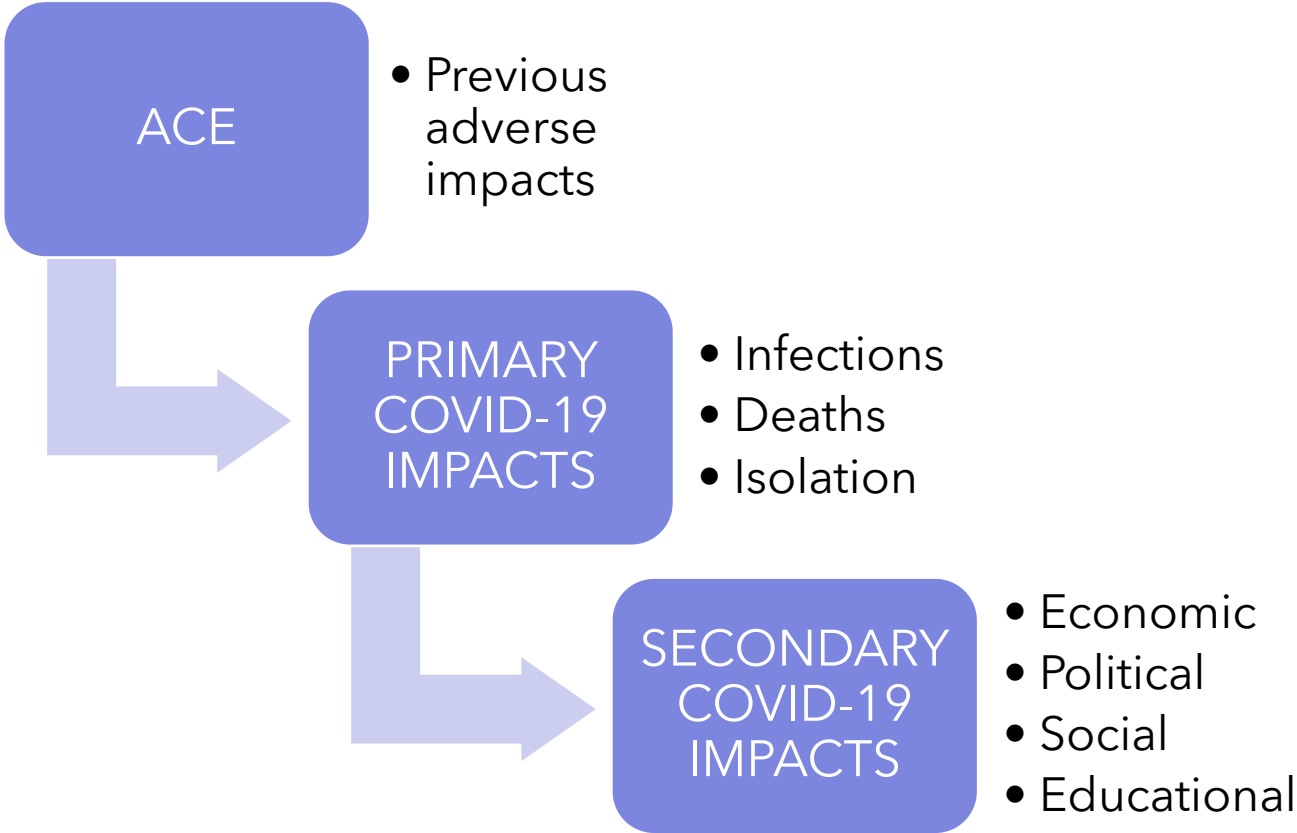 ACE
• Previous
adverse
impacts
PRIMARY
COVID-19
IMPACTS
• Infections
• Deaths
• Isolation
SECONDARY
COVID-19
IMPACTS
• Economic
• Political
• Social
• Educational